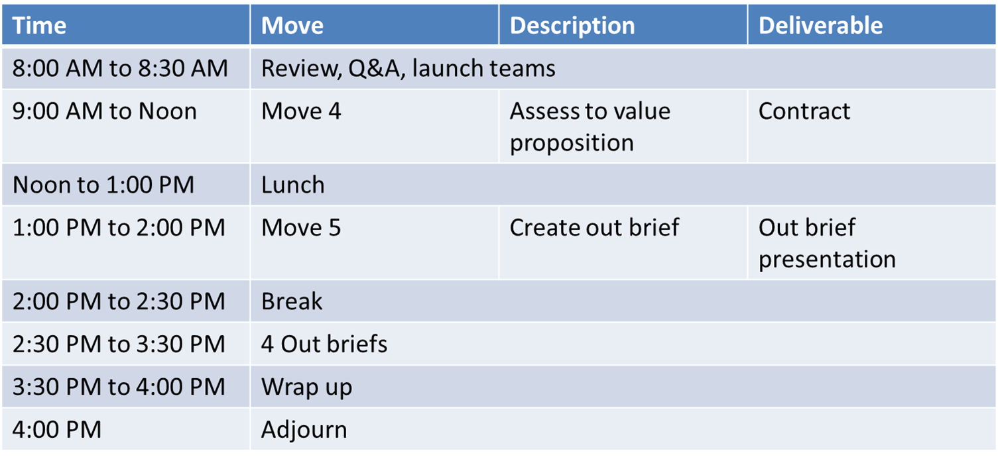 Time Move Description Deliverable
8:00 AM to 8:30 AM Review, Q&A, launch teams
9:00 AM to Noon Move 4 Assess to value Contract
proposition
Noon to 1:00 PM Lunch
1:00 PM to 2:00 PM Move 5 Create out brief Out brief
presentation
2:00 PM to 2:30 PM Break
2:30 PM to 3:30 PM 4 Out briefs
3:30 PM to 4:00 PM Wrap up
4:00 PM Adjourn